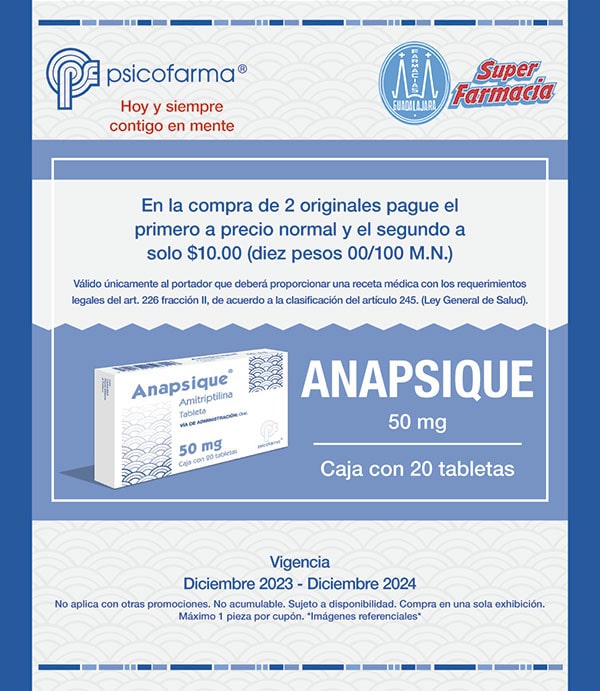 psicofarma®
Hoy y siempre
contigo en mente
FARMACIAS
GUADALAJARA
Super
Farmacia
En la compra de 2 originales pague el
primero a precio normal y el segundo a
solo $10.00 (diez pesos 00/100 M.N.)
Válido únicamente al portador que deberá proporcionar una receta médica con los requerimientos
legales del art. 226 fracción II, de acuerdo a la clasificación del artículo 245. (Ley General de Salud).
Anapsique®
Amitriptilina
Tableta
VÍA DE ADMINISTRACIÓN: Oral.
50 mg
Caja con 20 tabletas
psicofarma
ANAPSIQUE
50 mg
Caja con 20 tabletas
Vigencia
Diciembre 2023 - Diciembre 2024
No aplica con otras promociones. No acumulable. Sujeto a disponibilidad. Compra en una sola exhibición.
Máximo 1 pieza por cupón. *Imágenes referenciales*